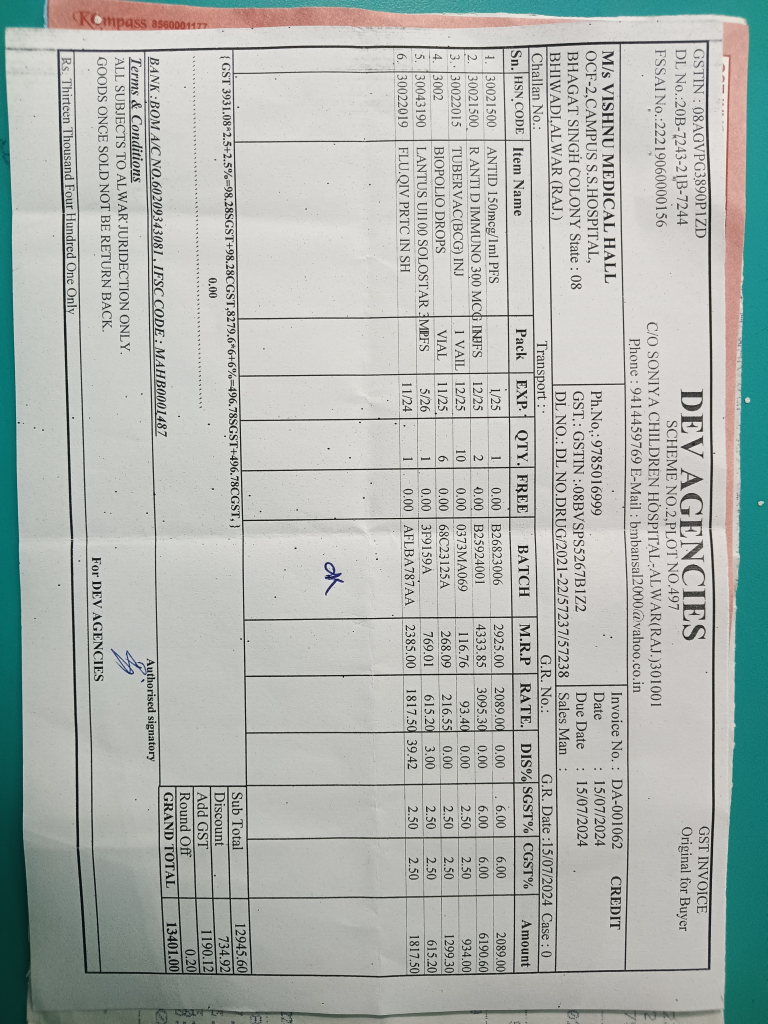 Kompass 8560001177
GST INVOICE
Original for Buyer
GSTIN : 08AGVPG3890P1ZD
DL No.:20B-7243-21B-7244
FSSAI No.:22219060000156
DEV AGENCIES
SCHEME NO.2,PLOT NO.497
C/O SONIYA CHILDREN HOSPITAL-,ALWAR(RAJ.)301001
Phone : 9414459769 E-Mail : bmbansal2000@yahoo.co.in
M/s VISHNU MEDICAL HALL
OCF-2,CAMPUS S.S.HOSPITAL,
BHAGAT SINGH COLONY State : 08
BHIWADI,ALWAR (RAJ.)
Ph.No.: 9785016999
GST.: GSTIN :.08BVSPS5267B1Z2
DL NO.: DL NO.DRUG/2021-22/57237/57238
Invoice No. : DA-001062 CREDIT
Date : 15/07/2024
Due Date : 15/07/2024
Sales Man :
Challan No.: Transport : G.R. No.: G.R. Date :15/07/2024 Case : 0
Sn. HSN CODE Item Name Pack EXP. QTY. FREE BATCH M.R.P RATE. DIS% SGST% CGST% Amount
1. 30021500 ANTID 150meg/1ml PFS 1/25 1 0.00 B26823006 2925.00 2089.00 0.00 6.00 6.00 2089.00
2. 30021500 R ANTI D IMMUNO 300 MCG INJ PFS 12/25 2 0.00 B25924001 4333.85 3095.30 0.00 6.00 6.00 6190.60
3. 30022015 TUBERVAC(BCG) INJ 1 VAIL 12/25 10 0.00 0373MA069 116.76 93.40 0.00 2.50 2.50 934.00
4. 3002 BIOPOLIO DROPS VIAL 11/25 6 0.00 68C23125A 268.09 216.55 0.00 2.50 2.50 1299.30
5. 30043190 LANTUS UI100 SOLOSTAR 3M PFS 5/26 1 0.00 3F9159A 769.01 615.20 3.00 2.50 2.50 615.20
6. 30022019 FLU.QIV PRTC IN SH 11/24 1 0.00 AFLBA787AA 2385.00 1817.50 39.42 2.50 2.50 1817.50
OK
{ GST 3931.08*2.5+2.5%=98.28SGST+98.28CGST,8279.6*6+6%=496.78SGST+496.78CGST, }
0.00
Sub Total 12945.60
Discount 734.92
Add GST 1190.12
Round Off 0.20
GRAND TOTAL 13401.00
BANK :BOM A/C NO.60209343081, IFSC CODE : MAHB0001487
Terms & Conditions
ALL SUBJECTS TO ALWAR JURIDECTION ONLY.
GOODS ONCE SOLD NOT BE RETURN BACK.
Authorised signatory
For DEV AGENCIES
Rs. Thirteen Thousand Four Hundred One Only